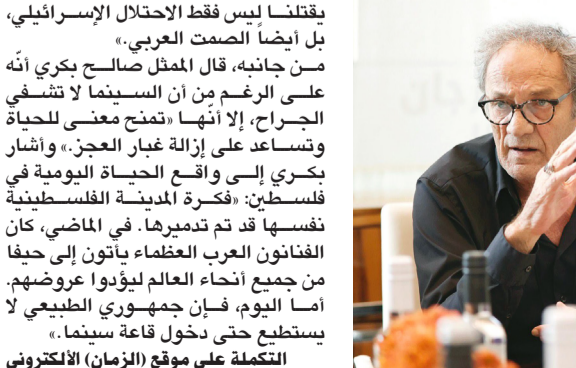 يقتلنا ليس فقط الاحتلال الإسرائيلي،
بل أيضاً الصمت العربي.»
من جانبه، قال الممثل صالح بكري أنّه
على الرغم من أن السينما لا تشفي
الجراح، إلا أنّها «تمنح معنى للحياة
وتساعد على إزالة غبار العجز.» وأشار
بكري إلى واقع الحياة اليومية في
فلسطين: «فكرة المدينة الفلسطينية
نفسها قد تم تدميرها. في الماضي، كان
الفنانون العرب العظماء يأتون إلى حيفا
من جميع أنحاء العالم ليؤدوا عروضهم.
أما اليوم، فإن جمهوري الطبيعي لا
يستطيع حتى دخول قاعة سينما.»
التكملة على موقع (الزمان) الألكتروني